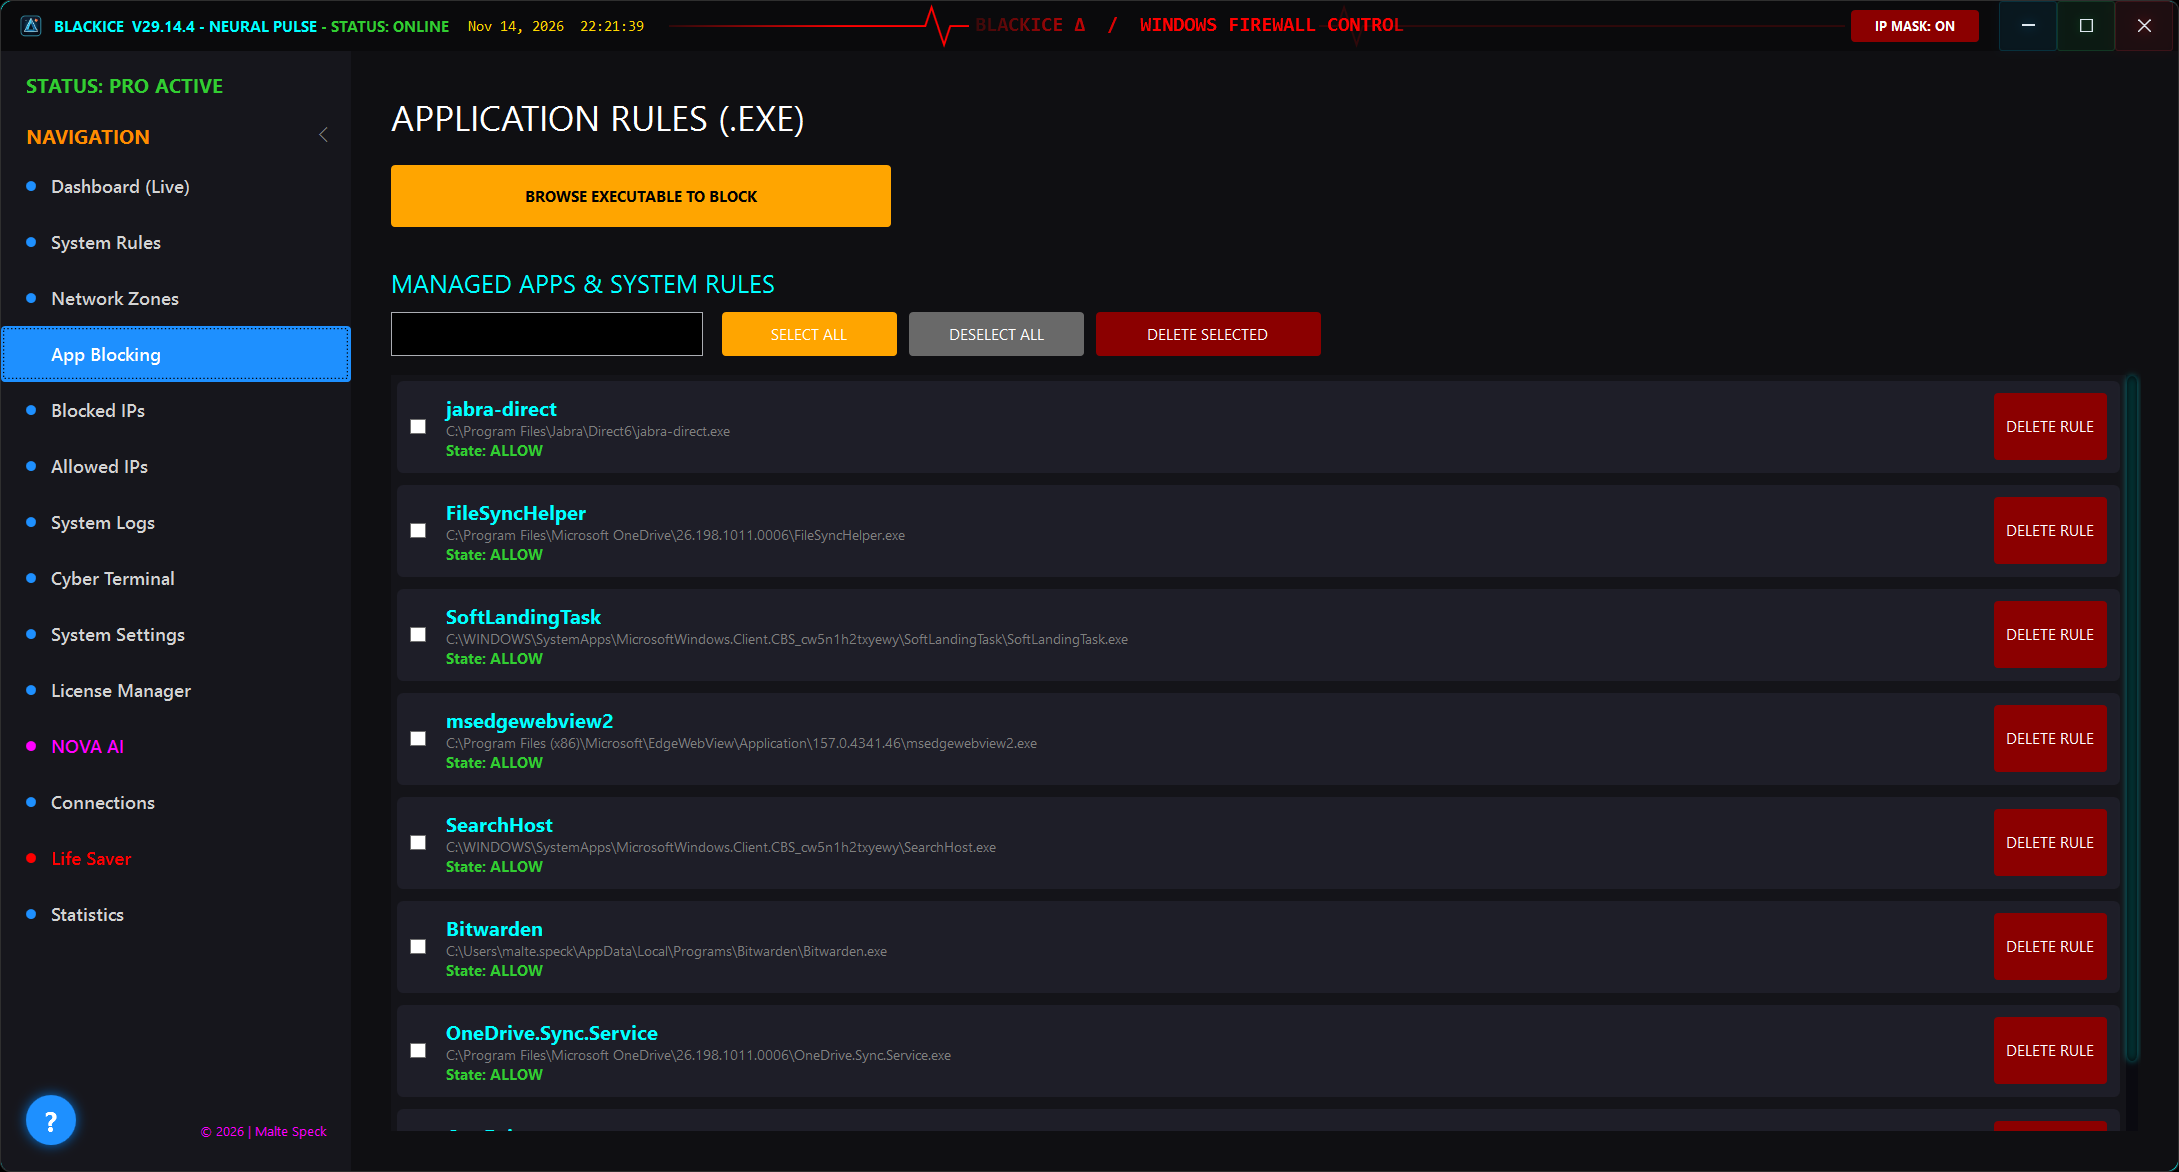 BLACKICE V29.14.4 - NEURAL PULSE - STATUS: ONLINE Nov 14, 2026 22:21:39 BLACKICE Δ / WINDOWS FIREWALL CONTROL IP MASK: ON
STATUS: PRO ACTIVE
NAVIGATION
Dashboard (Live)
System Rules
Network Zones
App Blocking
Blocked IPs
Allowed IPs
System Logs
Cyber Terminal
System Settings
License Manager
NOVA AI
Connections
Life Saver
Statistics
?
© 2026 | Malte Speck
APPLICATION RULES (.EXE)
BROWSE EXECUTABLE TO BLOCK
MANAGED APPS & SYSTEM RULES
SELECT ALL DESELECT ALL DELETE SELECTED
jabra-direct
C:\Program Files\Jabra\Direct6\jabra-direct.exe
State: ALLOW
DELETE RULE
FileSyncHelper
C:\Program Files\Microsoft OneDrive\26.198.1011.0006\FileSyncHelper.exe
State: ALLOW
DELETE RULE
SoftLandingTask
C:\WINDOWS\SystemApps\MicrosoftWindows.Client.CBS_cw5n1h2txyewy\SoftLandingTask\SoftLandingTask.exe
State: ALLOW
DELETE RULE
msedgewebview2
C:\Program Files (x86)\Microsoft\EdgeWebView\Application\157.0.4341.46\msedgewebview2.exe
State: ALLOW
DELETE RULE
SearchHost
C:\WINDOWS\SystemApps\MicrosoftWindows.Client.CBS_cw5n1h2txyewy\SearchHost.exe
State: ALLOW
DELETE RULE
Bitwarden
C:\Users\malte.speck\AppData\Local\Programs\Bitwarden\Bitwarden.exe
State: ALLOW
DELETE RULE
OneDrive.Sync.Service
C:\Program Files\Microsoft OneDrive\26.198.1011.0006\OneDrive.Sync.Service.exe
State: ALLOW
DELETE RULE